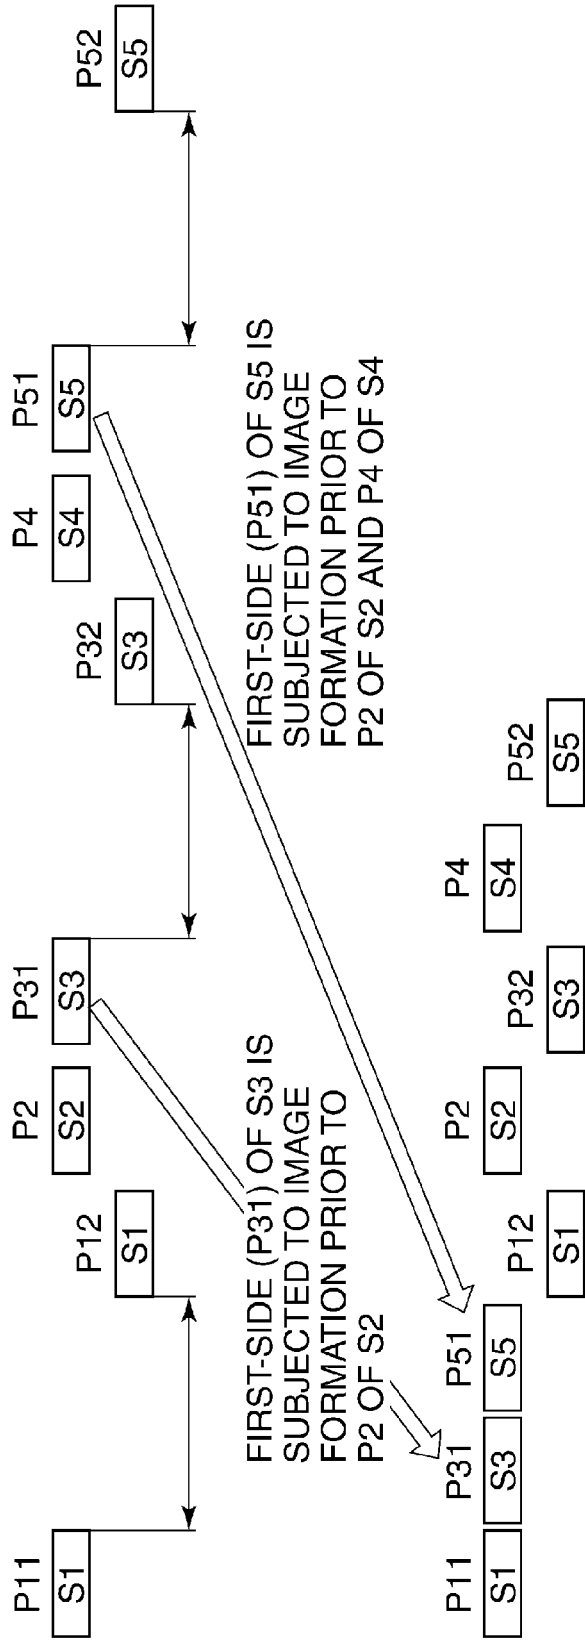 P11
S1
P12
S1
P2
S2
P31
S3
P32
S3
P4
S4
P51
S5
P52
S5
FIRST-SIDE (P31) OF S3 IS
SUBJECTED TO IMAGE
FORMATION PRIOR TO
P2 OF S2
FIRST-SIDE (P51) OF S5 IS
SUBJECTED TO IMAGE
FORMATION PRIOR TO
P2 OF S2 AND P4 OF S4
P11
S1
P31
S3
P51
S5
P12
S1
P2
S2
P32
S3
P4
S4
P52
S5